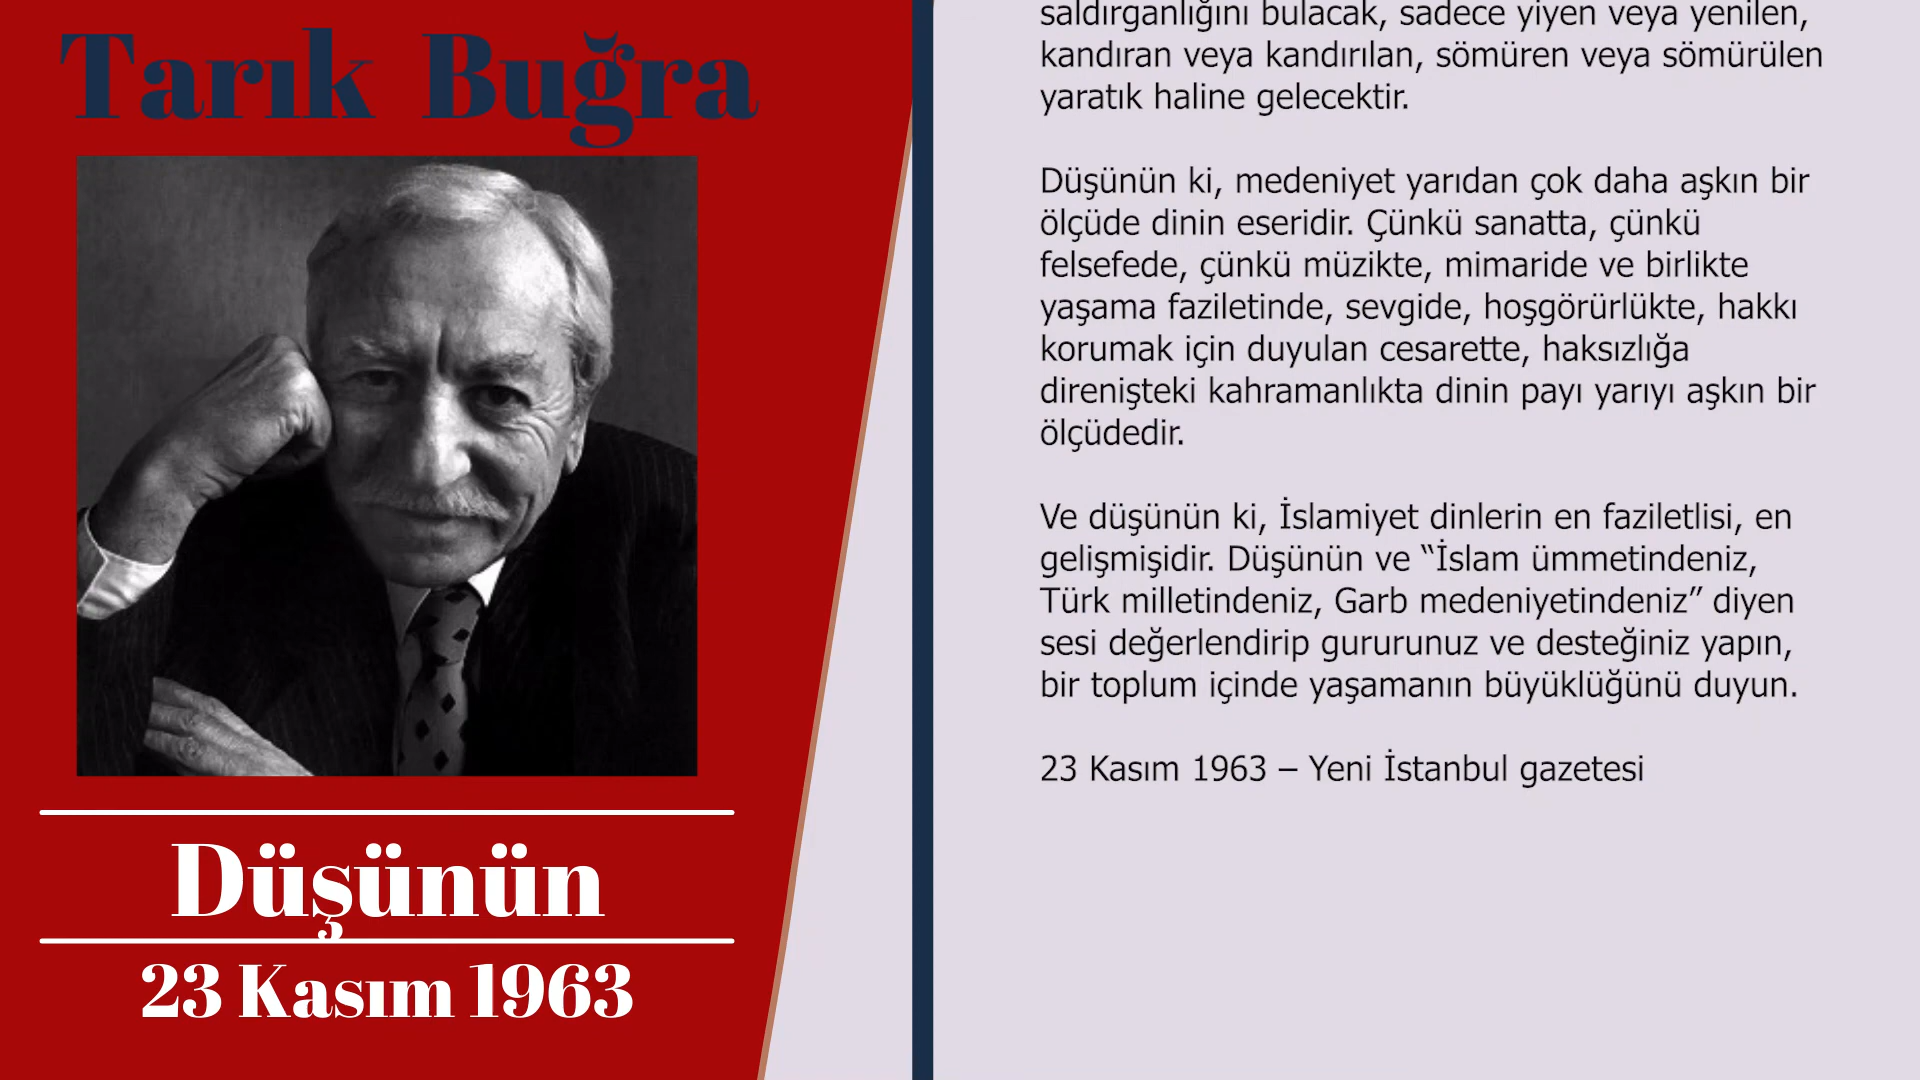 Tarık Buğra
Düşünün
23 Kasım 1963
saldırganlığını bulacak, sadece yiyen veya yenilen,
kandıran veya kandırılan, sömüren veya sömürülen
yaratık haline gelecektir.
Düşünün ki, medeniyet yarıdan çok daha aşkın bir
ölçüde dinin eseridir. Çünkü sanatta, çünkü
felsefede, çünkü müzikte, mimaride ve birlikte
yaşama faziletinde, sevgide, hoşgörürlükte, hakkı
korumak için duyulan cesarette, haksızlığa
direnişteki kahramanlıkta dinin payı yarıyı aşkın bir
ölçüdedir.
Ve düşünün ki, İslamiyet dinlerin en faziletlisi, en
gelişmişidir. Düşünün ve “İslam ümmetindeniz,
Türk milletindeniz, Garb medeniyetindeniz” diyen
sesi değerlendirip gururunuz ve desteğiniz yapın,
bir toplum içinde yaşamanın büyüklüğünü duyun.
23 Kasım 1963 – Yeni İstanbul gazetesi